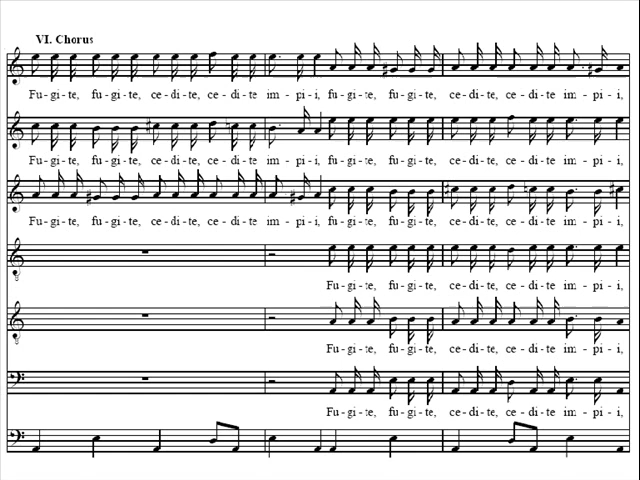 VI. Chorus
Fu - gi - te, fu - gi - te, ce - di - te, ce - di - te im - pi - i, fu - gi - te, fu - gi - te, ce - di - te, ce - di - te im - pi - i,
Fu - gi - te, fu - gi - te, ce - di - te, ce - di - te im - pi - i, fu - gi - te, fu - gi - te, ce - di - te, ce - di - te im - pi - i,
Fu - gi - te, fu - gi - te, ce - di - te, ce - di - te im - pi - i, fu - gi - te, fu - gi - te, ce - di - te, ce - di - te im - pi - i,
Fu - gi - te, fu - gi - te, ce - di - te, ce - di - te im - pi - i,
Fu - gi - te, fu - gi - te, ce - di - te, ce - di - te im - pi - i,
Fu - gi - te, fu - gi - te, ce - di - te, ce - di - te im - pi - i,